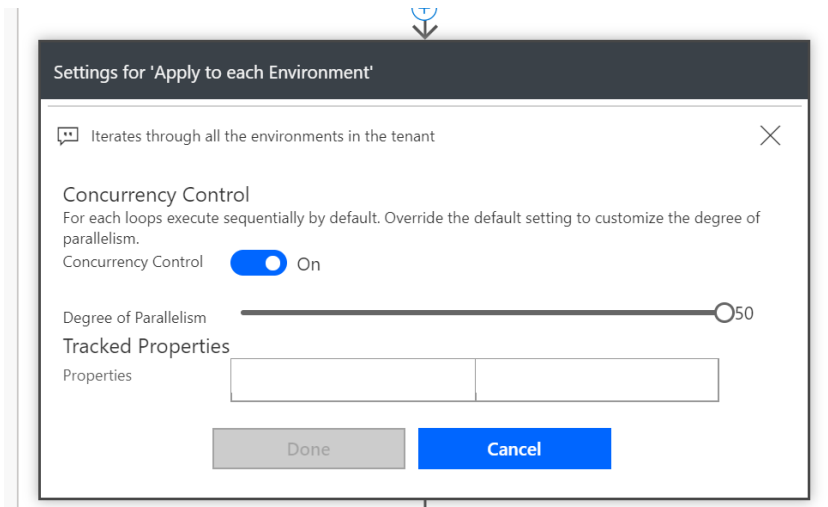 Settings for 'Apply to each Environment'
Iterates through all the environments in the tenant
Concurrency Control
For each loops execute sequentially by default. Override the default setting to customize the degree of
parallelism.
Concurrency Control On
Degree of Parallelism 50
Tracked Properties
Properties
Done Cancel